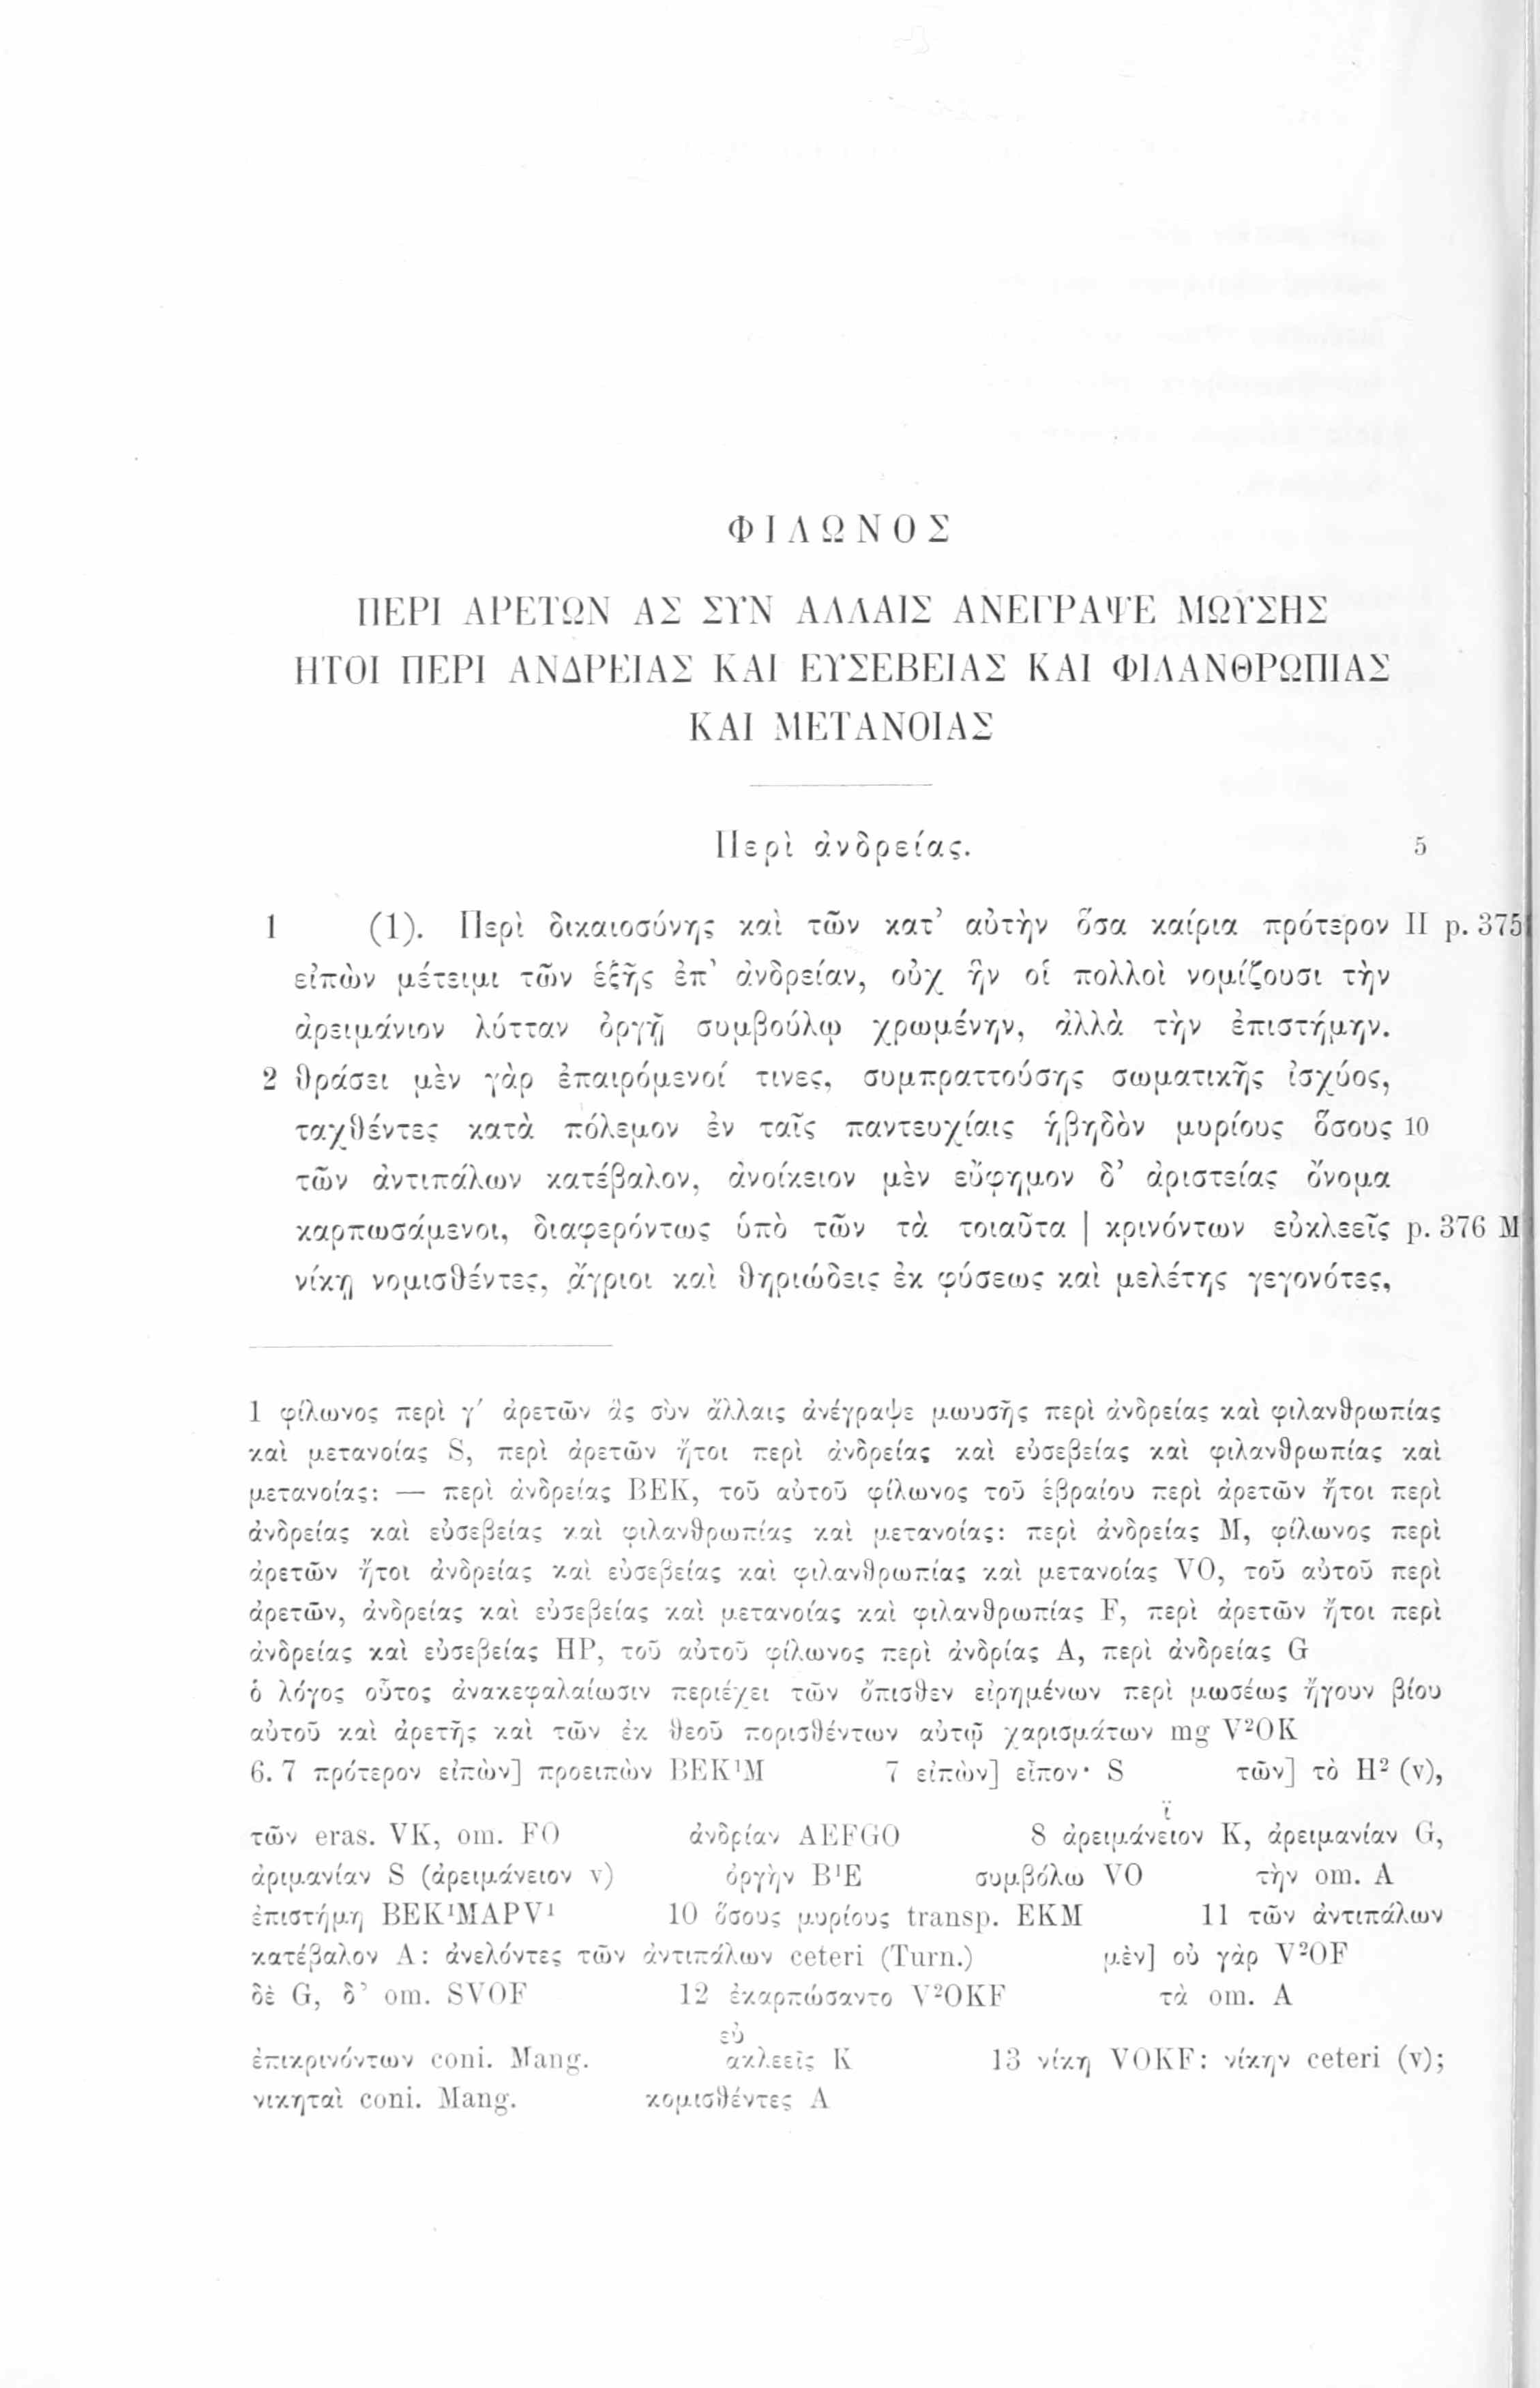 ΦΙΛΩΝΟΣ
ΠΕΡΙ ΑΡΕΤΩΝ ΑΣ ΣΥΝ ΑΛΛΑΙΣ ΑΝΕΓΡΑΨΕ ΜΩΥΣΗΣ
ΗΤΟΙ ΠΕΡΙ ΑΝΔΡΕΙΑΣ ΚΑΙ ΕΥΣΕΒΕΙΑΣ ΚΑΙ ΦΙΛΑΝΘΡΩΠΙΑΣ
ΚΑΙ ΜΕΤΑΝΟΙΑΣ
Περὶ ἀνδρείας. 5
1 (1). Περὶ δικαιοσύνης καὶ τῶν κατ’ αὐτὴν ὅσα καίρια πρότερον II p. 375
εἰπὼν μέτειμι τῶν ἑξῆς ἐπ’ ἀνδρείαν, οὐχ ἣν οἱ πολλοὶ νομίζουσι τὴν
ἀρειμάνιον λύτταν ὀργῇ συμβούλῳ χρωμένην, ἀλλὰ τὴν ἐπιστήμην.
2 θράσει μὲν γὰρ ἐπαιρόμενοί τινες, συμπραττούσης σωματικῆς ἰσχύος,
ταχθέντες κατὰ πόλεμον ἐν ταῖς παντευχίαις ἡβηδὸν μυρίους ὅσους 10
τῶν ἀντιπάλων κατέβαλον, ἀνοίκειον μὲν εὔφημον δ’ ἀριστείας ὄνομα
καρπωσάμενοι, διαφερόντως ὑπὸ τῶν τὰ τοιαῦτα | κρινόντων εὐκλεεῖς p. 376 M
νίκῃ νομισθέντες, ἄγριοι καὶ θηριώδεις ἐκ φύσεως καὶ μελέτης γεγονότες,
1 φίλωνος περὶ γ΄ ἀρετῶν ἃς σὺν ἄλλαις ἀνέγραψε μωυσῆς περὶ ἀνδρείας καὶ φιλανθρωπίας
καὶ μετανοίας S, περὶ ἀρετῶν ἤτοι περὶ ἀνδρείας καὶ εὐσεβείας καὶ φιλανθρωπίας καὶ
μετανοίας: — περὶ ἀνδρείας BEK, τοῦ αὐτοῦ φίλωνος τοῦ ἑβραίου περὶ ἀρετῶν ἤτοι περὶ
ἀνδρείας καὶ εὐσεβείας καὶ φιλανθρωπίας καὶ μετανοίας: περὶ ἀνδρείας M, φίλωνος περὶ
ἀρετῶν ἤτοι ἀνδρείας καὶ εὐσεβείας καὶ φιλανθρωπίας καὶ μετανοίας VO, τοῦ αὐτοῦ περὶ
ἀρετῶν, ἀνδρείας καὶ εὐσεβείας καὶ μετανοίας καὶ φιλανθρωπίας F, περὶ ἀρετῶν ἤτοι περὶ
ἀνδρείας καὶ εὐσεβείας HP, τοῦ αὐτοῦ φίλωνος περὶ ἀνδρίας A, περὶ ἀνδρείας G
ὁ λόγος οὗτος ἀνακεφαλαίωσιν περιέχει τῶν ὄπισθεν εἰρημένων περὶ μωσέως ἤγουν βίου
αὐτοῦ καὶ ἀρετῆς καὶ τῶν ἐκ θεοῦ πορισθέντων αὐτῷ χαρισμάτων mg V²OK
6. 7 πρότερον εἰπὼν] προειπὼν BEK¹M 7 εἰπὼν] εἶπον· S τῶν] τὸ H² (v),
τῶν eras. VK, om. FO ἀνδρίαν AEFGO 8 ἀρειμάνεϊιον K, ἀρειμανίαν G,
ἀριμανίαν S (ἀρειμάνειον v) ὀργὴν B¹E συμβόλω VO τὴν om. A
ἐπιστήμη BEK¹MAPV¹ 10 ὅσους μυρίους transp. EKM 11 τῶν ἀντιπάλων
κατέβαλον A: ἀνελόντες τῶν ἀντιπάλων ceteri (Turn.) μὲν] οὐ γὰρ V²OF
δὲ G, δ’ om. SVOF 12 ἐκαρπώσαντο V²OKF τὰ om. A
εὐ
ἐπικρινόντων coni. Mang. ακλεεῖς K 13 νίκη VOKF: νίκην ceteri (v);
νικηταὶ coni. Mang. κομισθέντες A